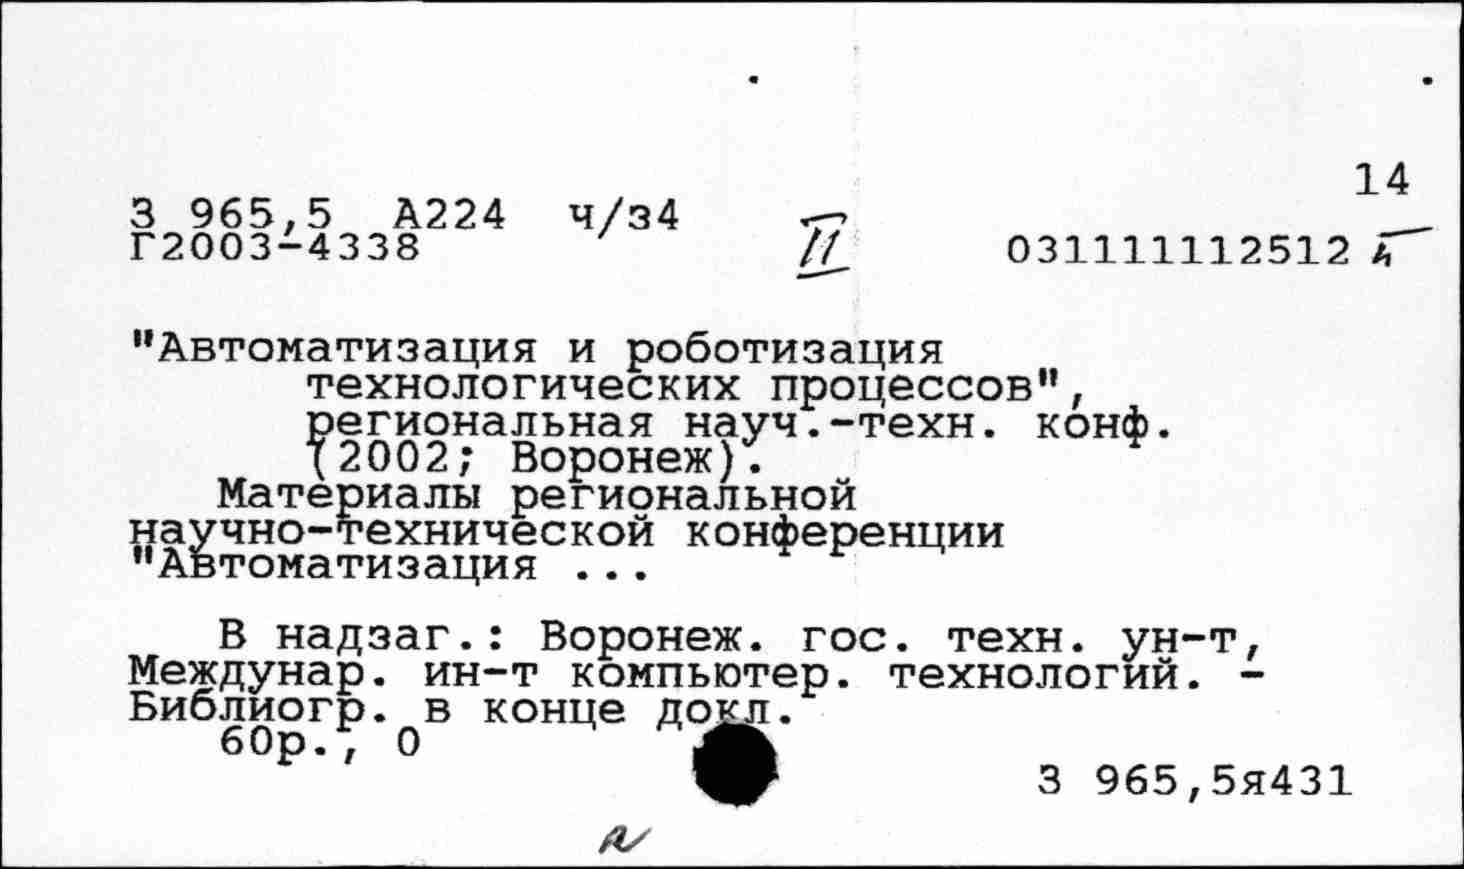 14
З 965,5 А224 ч/з4
Г2003-4338
II
031111112512
"Автоматизация и роботизация
технологических процессов",
региональная науч.-техн. конф.
(2002; Воронеж).
Материалы региональной
научно-технической конференции
"Автоматизация ...
В надзаг.: Воронеж. гос. техн. ун-т,
Междунар. ин-т компьютер. технологий. -
Библиогр. в конце докл.
60р., 0
З 965,5я431